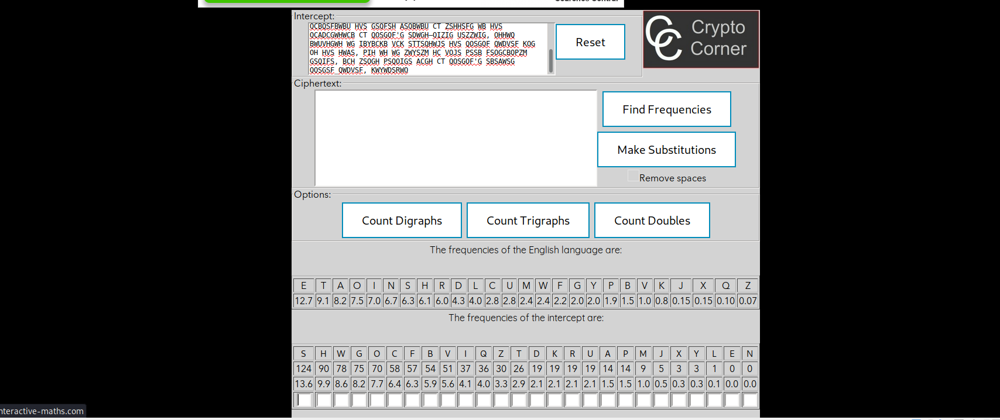 Intercept:
QCBQSFBWBU HVS GSQFSH ASOBWBU CT ZSHHSFG WB HVS
QCADCGWHWCB CT QOSGOF'G SDWGH—QIZIG USZZWIG, OHHWQ
BWUVHGWH WG IBYBCKB VCK STTSQHWJS HVS QOSGOF QWDVSF KOG
OH HVS HWAS, PIH WH WG ZWYSZM HC VOJS PSSB FSOGCBOPZM
GSQIFS, BCH ZSOGH PSQOIGS ACGH CT QOSGOF'G SBSAWSG
QOSGSF QWDVSF, KWYWDSRWO
Reset
CC Crypto
Corner
Ciphertext:
Find Frequencies
Make Substitutions
Remove spaces
Options:
Count Digraphs Count Trigraphs Count Doubles
The frequencies of the English language are:
E T A O I N S H R D L C U M W F G Y P B V K J X Q Z
12.7 9.1 8.2 7.5 7.0 6.7 6.3 6.1 6.0 4.3 4.0 2.8 2.8 2.4 2.4 2.2 2.0 2.0 1.9 1.5 1.0 0.8 0.15 0.15 0.10 0.07
The frequencies of the intercept are:
S H W G O C F B V I Q Z T D K R U A P M J X Y L E N
124 90 78 75 70 58 57 54 51 37 36 30 26 19 19 19 19 14 14 9 5 3 3 1 0 0
13.6 9.9 8.6 8.2 7.7 6.4 6.3 5.9 5.6 4.1 4.0 3.3 2.9 2.1 2.1 2.1 2.1 1.5 1.5 1.0 0.5 0.3 0.3 0.1 0.0 0.0
nteractive-maths.com